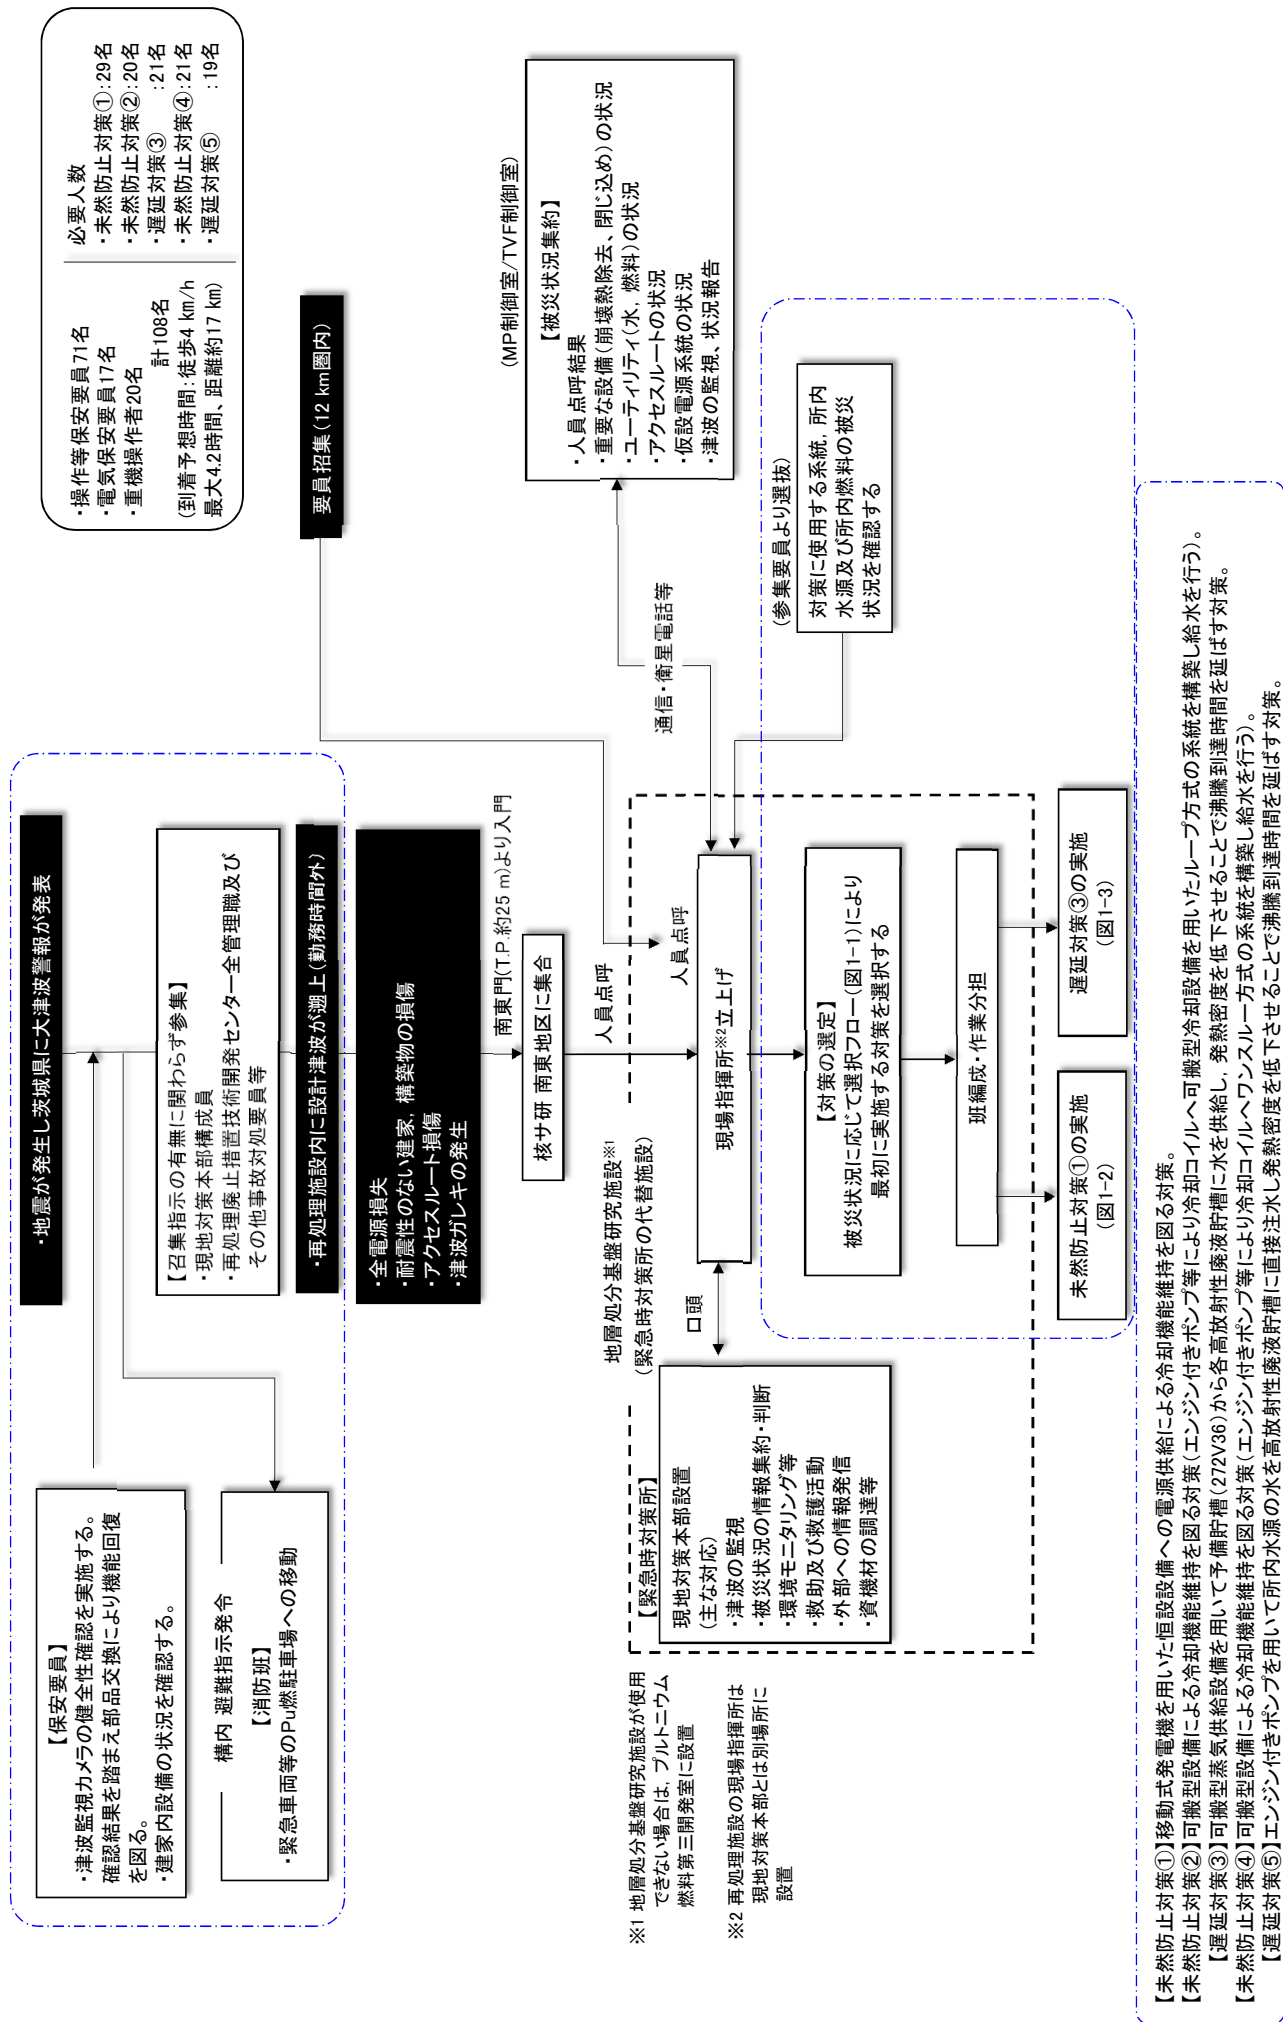 ・操作等保安要員71名
・電気保安要員17名
・重機操作者20名
計108名
(到着予想時間:徒歩4 km/h
最大4.2時間、距離約17 km)
必要人数
・未然防止対策①:29名
・未然防止対策②:20名
・遅延対策③ :21名
・未然防止対策④:21名
・遅延対策⑤ :19名
・地震が発生し茨城県に大津波警報が発表
【保安要員】
・津波監視カメラの健全性確認を実施する。
確認結果を踏まえ部品交換により機能回復
を図る。
・建家内設備の状況を確認する。
【召集指示の有無に関わらず参集】
・現地対策本部構成員
・再処理廃止措置技術開発センター全管理職及び
その他事故対処要員等
構内 避難指示発令
【消防班】
・緊急車両等のPu燃駐車場への移動
・再処理施設内に設計津波が遡上(勤務時間外)
要員招集(12 km圏内)
・全電源損失
・耐震性のない建家, 構築物の損傷
・アクセスルート損傷
・津波ガレキの発生
南東門(T.P.約25 m)より入門
核サ研 南東地区に集合
人員点呼
人員点呼
地層処分基盤研究施設※1
(緊急時対策所の代替施設)
【緊急時対策所】
現地対策本部設置
(主な対応)
・津波の監視
・被災状況の情報集約・判断
・環境モニタリング等
・救助及び救護活動
・外部への情報発信
・資機材の調達等
口頭
現場指揮所※2立上げ
通信・衛星電話等
(MP制御室/TVF制御室)
【被災状況集約】
・人員点呼結果
・重要な設備(崩壊熱除去、閉じ込め)の状況
・ユーティリティ(水, 燃料)の状況
・アクセスルートの状況
・仮設電源系統の状況
・津波の監視、状況報告
(参集要員より選抜)
対策に使用する系統, 所内
水源及び所内燃料の被災
状況を確認する
【対策の選定】
被災状況に応じて選択フロー(図1-1)により
最初に実施する対策を選択する
班編成・作業分担
未然防止対策①の実施
(図1-2)
遅延対策③の実施
(図1-3)
※1 地層処分基盤研究施設が使用
できない場合は, プルトニウム
燃料第三開発室に設置
※2 再処理施設の現場指揮所は
現地対策本部とは別場所に
設置
【未然防止対策①】移動式発電機を用いた恒設設備への電源供給による冷却機能維持を図る対策。
【未然防止対策②】可搬型設備による冷却機能維持を図る対策(エンジン付きポンプ等により冷却コイルへ可搬型冷却設備を用いたループ方式の系統を構築し給水を行う)。
【遅延対策③】可搬型蒸気供給設備を用いて予備貯槽(272V36)から各高放射性廃液貯槽に水を供給し, 発熱密度を低下させることで沸騰到達時間を延ばす対策。
【未然防止対策④】可搬型設備による冷却機能維持を図る対策(エンジン付きポンプ等により冷却コイルへワンスルー方式の系統を構築し給水を行う)。
【遅延対策⑤】エンジン付きポンプを用いて所内水源の水を高放射性廃液貯槽に直接注水し発熱密度を低下させることで沸騰到達時間を延ばす対策。